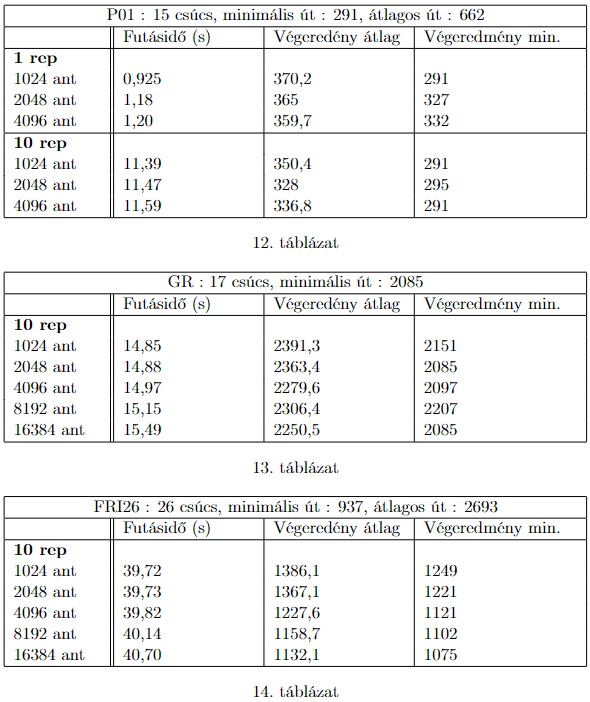 P01 : 15 csúcs, minimális út : 291, átlagos út : 662
Futásidő (s) Végeredény átlag Végeredmény min.
1 rep
1024 ant 0,925 370,2 291
2048 ant 1,18 365 327
4096 ant 1,20 359,7 332
10 rep
1024 ant 11,39 350,4 291
2048 ant 11,47 328 295
4096 ant 11,59 336,8 291
12. táblázat
GR : 17 csúcs, minimális út : 2085
Futásidő (s) Végeredény átlag Végeredmény min.
10 rep
1024 ant 14,85 2391,3 2151
2048 ant 14,88 2363,4 2085
4096 ant 14,97 2279,6 2097
8192 ant 15,15 2306,4 2207
16384 ant 15,49 2250,5 2085
13. táblázat
FRI26 : 26 csúcs, minimális út : 937, átlagos út : 2693
Futásidő (s) Végeredény átlag Végeredmény min.
10 rep
1024 ant 39,72 1386,1 1249
2048 ant 39,73 1367,1 1221
4096 ant 39,82 1227,6 1121
8192 ant 40,14 1158,7 1102
16384 ant 40,70 1132,1 1075
14. táblázat